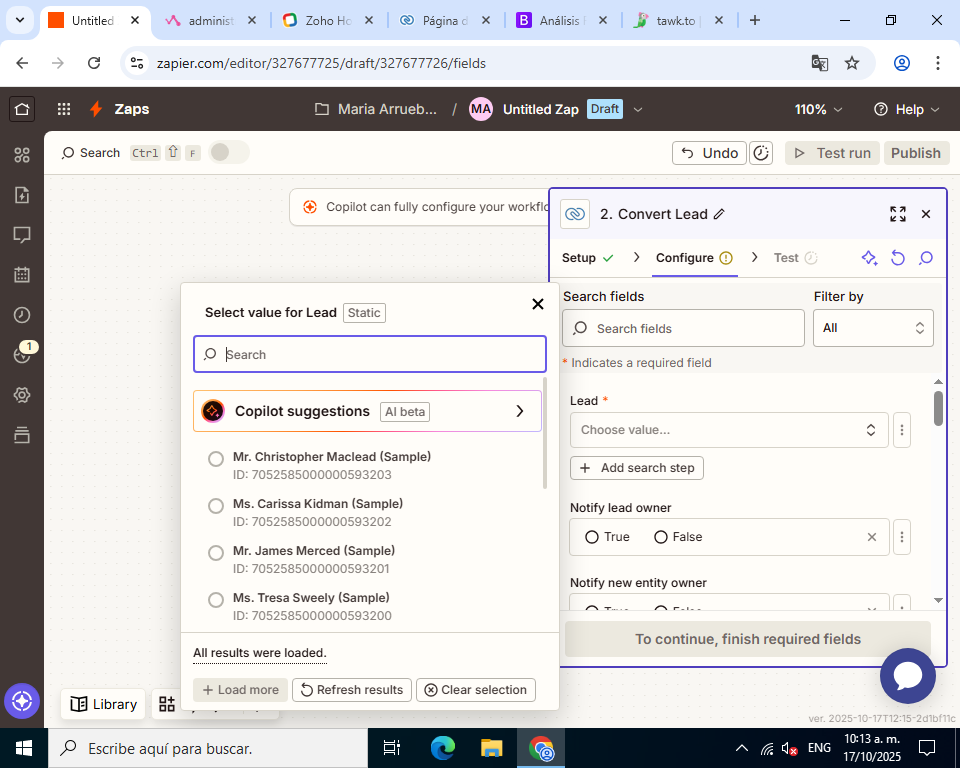 Untitled
administ
Zoho Ho
Página d
Análisis
tawk.to
zapier.com/editor/327677725/draft/327677726/fields
Zaps
Maria Arrueb... / MA Untitled Zap Draft
110%
Help
Search Ctrl ⇧ F
Undo
Test run
Publish
1
Copilot can fully configure your workflo
2. Convert Lead
Setup
Configure
Test
Search fields
Filter by
Search fields
All
* Indicates a required field
Lead *
Choose value...
+ Add search step
Notify lead owner
True False
Notify new entity owner
True False
To continue, finish required fields
Select value for Lead Static
Search
Copilot suggestions AI beta
Mr. Christopher Maclead (Sample)
ID: 7052585000000593203
Ms. Carissa Kidman (Sample)
ID: 7052585000000593202
Mr. James Merced (Sample)
ID: 7052585000000593201
Ms. Tresa Sweely (Sample)
ID: 7052585000000593200
All results were loaded.
+ Load more
Refresh results
Clear selection
Library
ver. 2025-10-17T12:15-2d1bf11c
Escribe aquí para buscar.
ENG
10:13 a. m.
17/10/2025